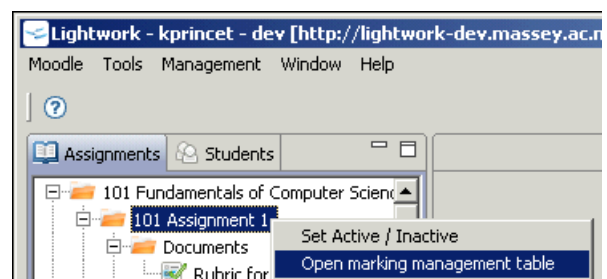 Lightwork - kprincet - dev [http://lightwork-dev.massey.ac.n
Moodle Tools Management Window Help
Assignments Students
101 Fundamentals of Computer Scienc
101 Assignment 1
Set Active / Inactive
Documents
Open marking management table
Rubric for